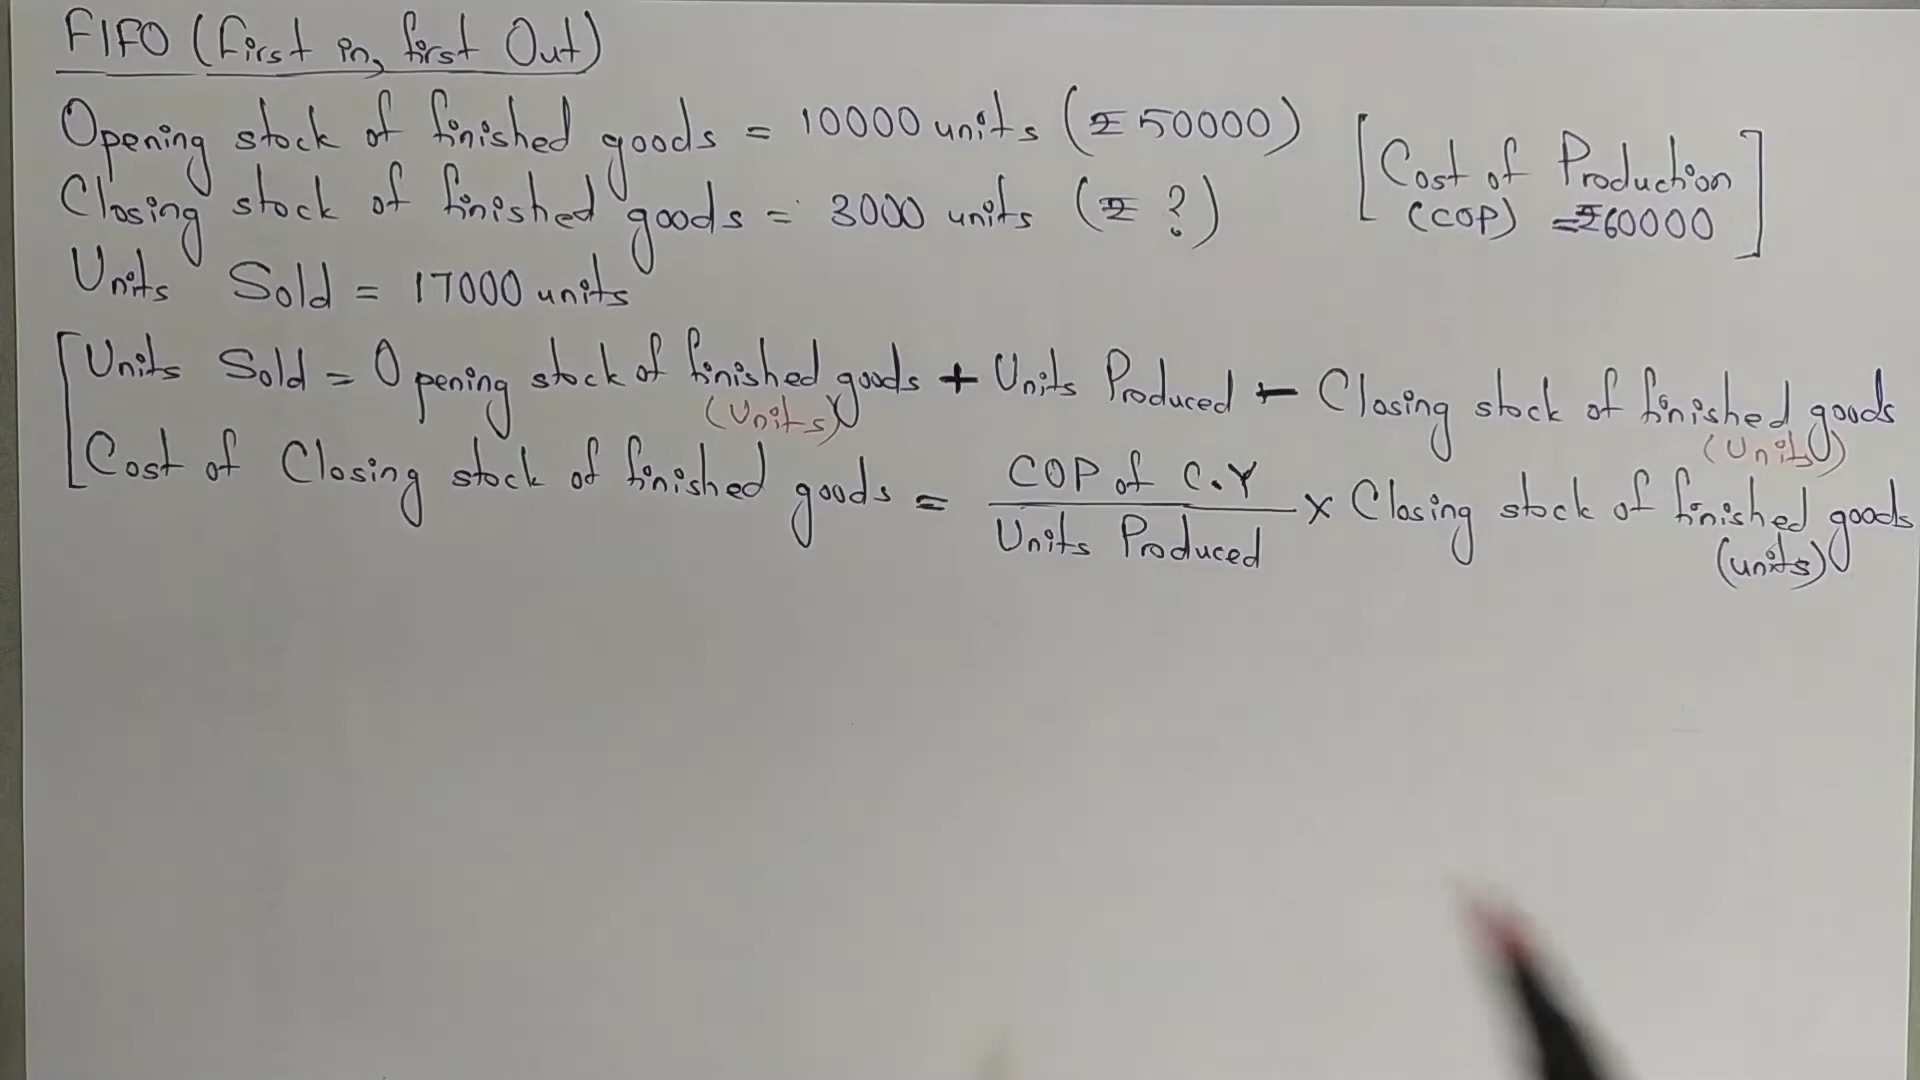 FIFO (First in, first Out)
Opening stock of finished goods = 10000 units (₹ 50000)
Closing stock of finished goods = 3000 units (₹ ?)
[Cost of Production
(COP) = ₹60000]
Units Sold = 17000 units
[Units Sold = Opening stock of finished goods + Units Produced - Closing stock of finished goods
(Units) (Units)
Cost of Closing stock of finished goods = COP of C.Y / Units Produced x Closing stock of finished goods
(units)